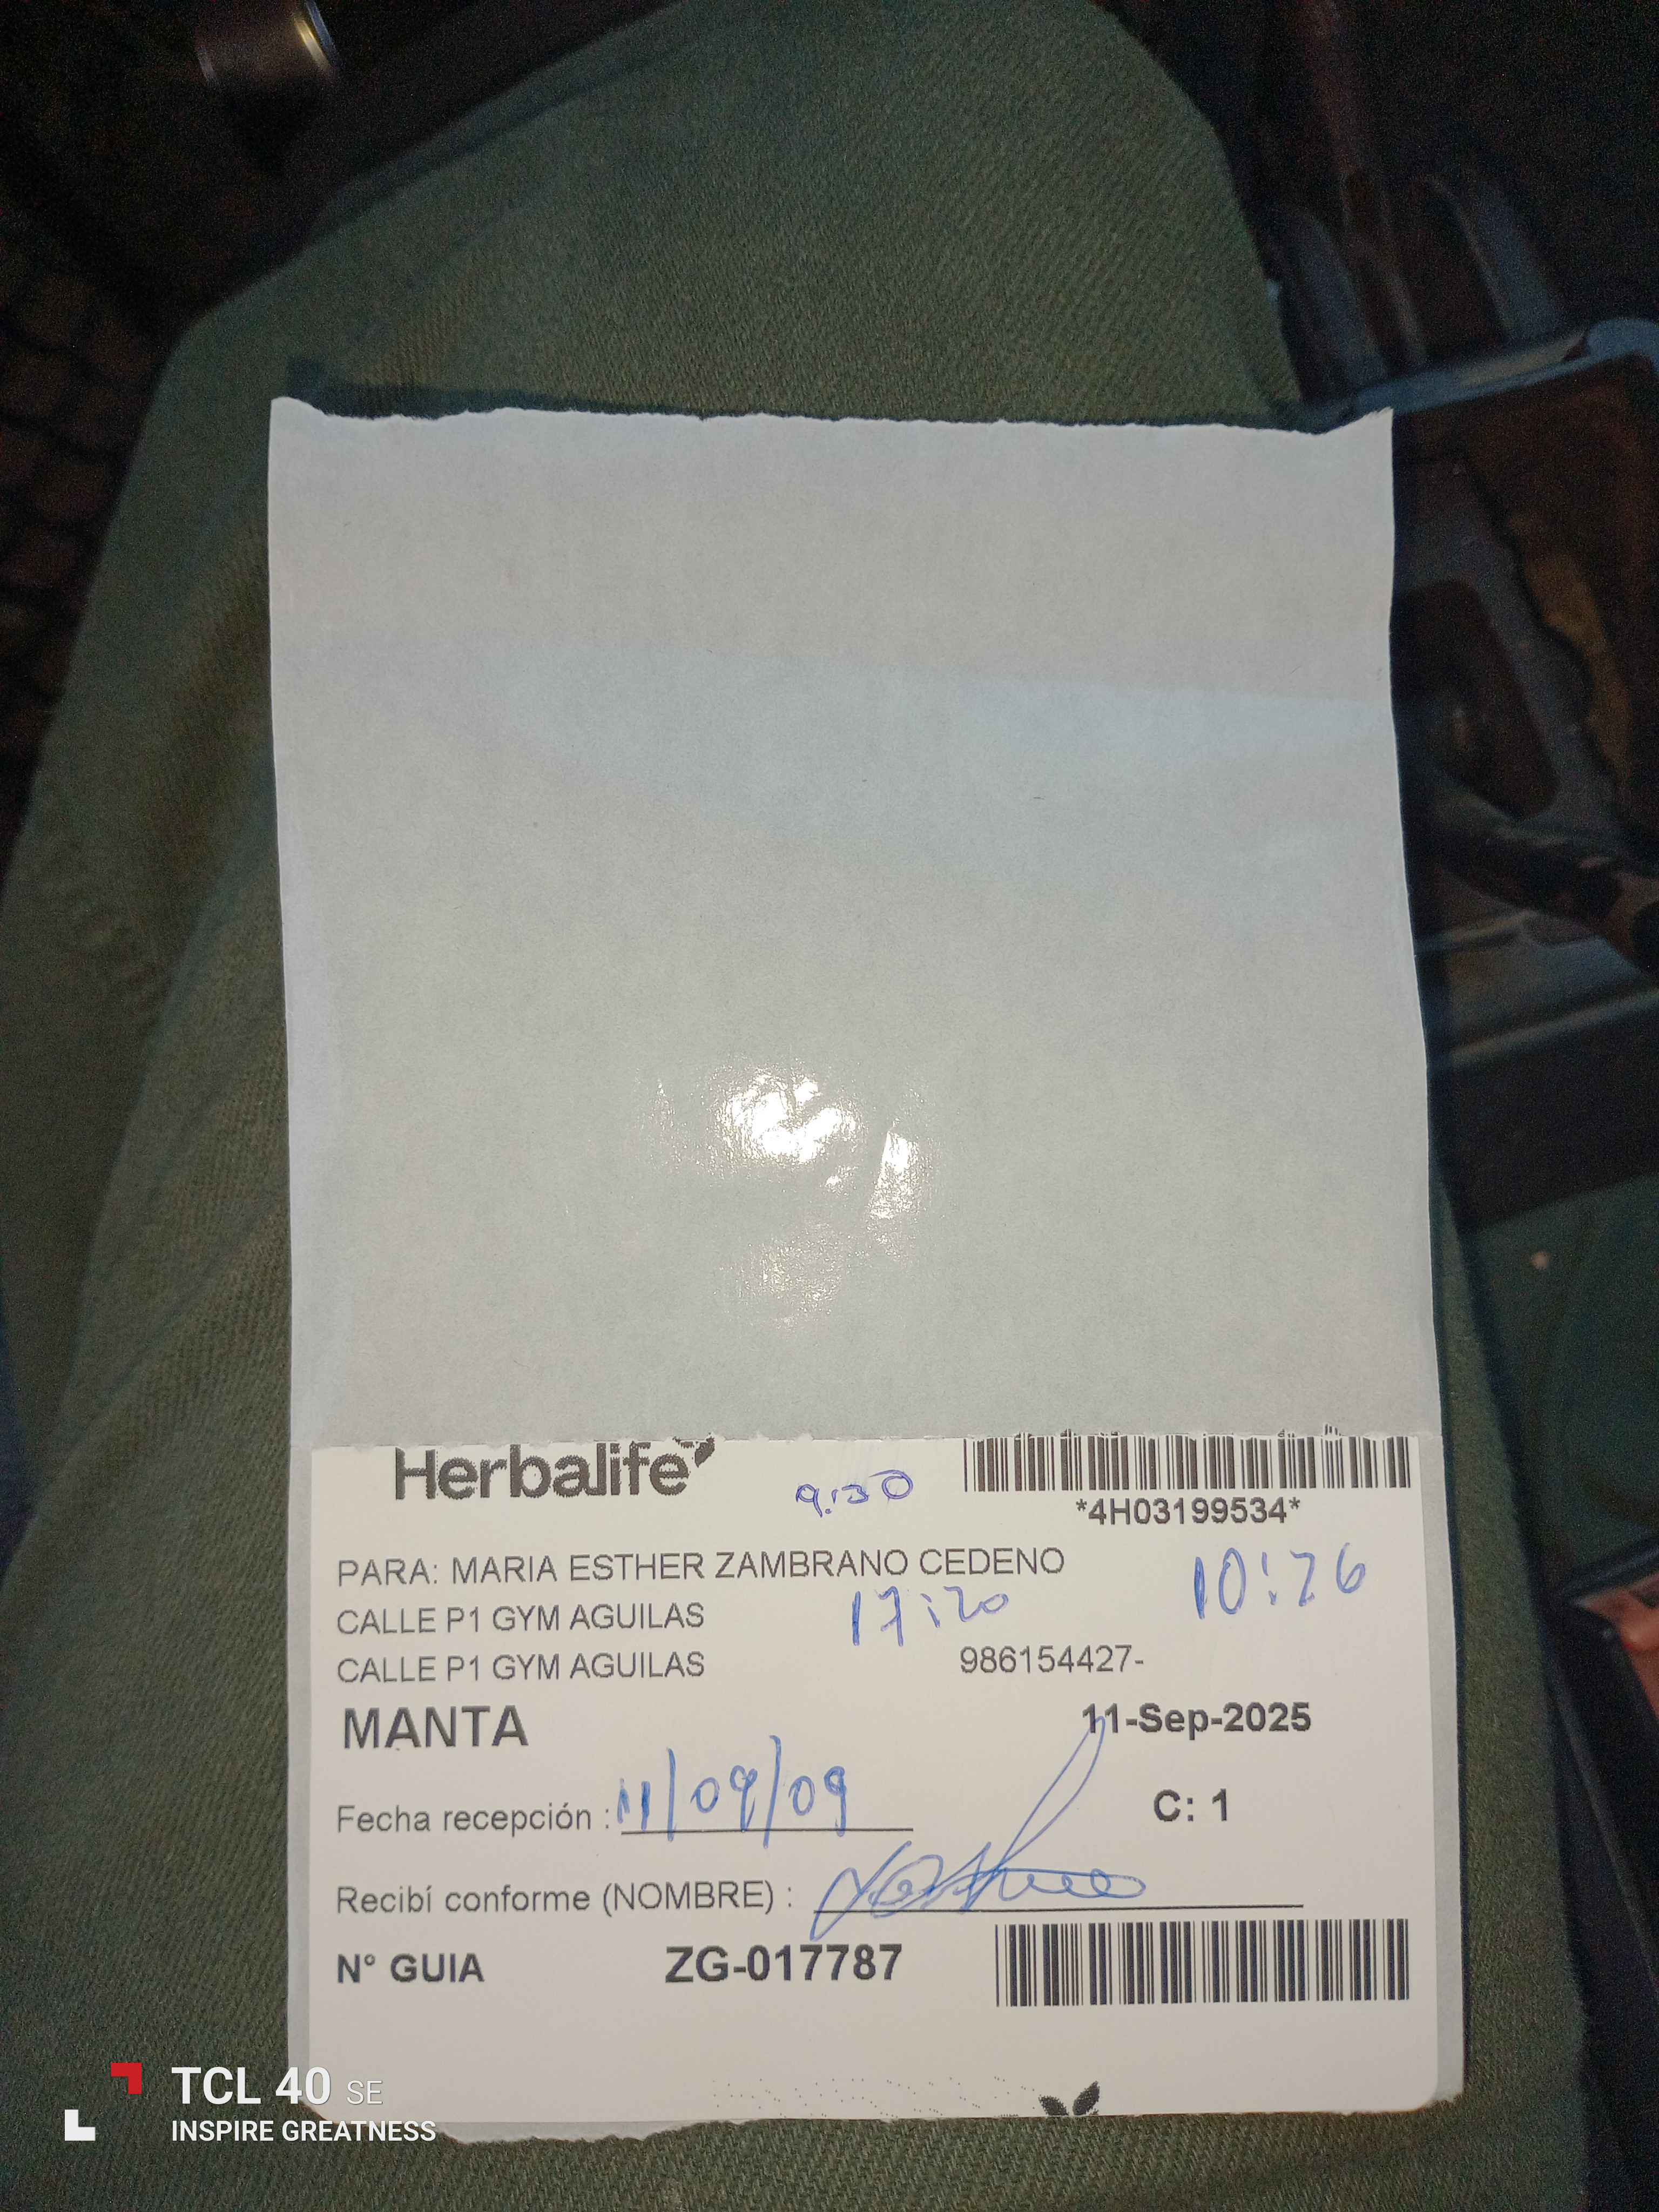 Herbalife
9:30
*4H03199534*
PARA: MARIA ESTHER ZAMBRANO CEDENO
10:26
CALLE P1 GYM AGUILAS
17:20
CALLE P1 GYM AGUILAS 986154427-
MANTA 11-Sep-2025
Fecha recepción : 11/09/09
C: 1
Recibí conforme (NOMBRE) :
N° GUIA ZG-017787
TCL 40 SE
INSPIRE GREATNESS